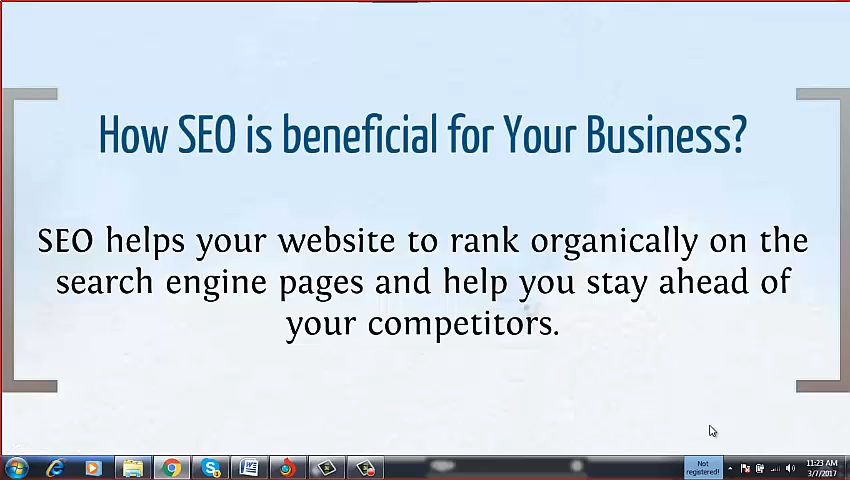 How SEO is beneficial for Your Business?
SEO helps your website to rank organically on the
search engine pages and help you stay ahead of
your competitors.
Not
registered!
11:23 AM
3/7/2017